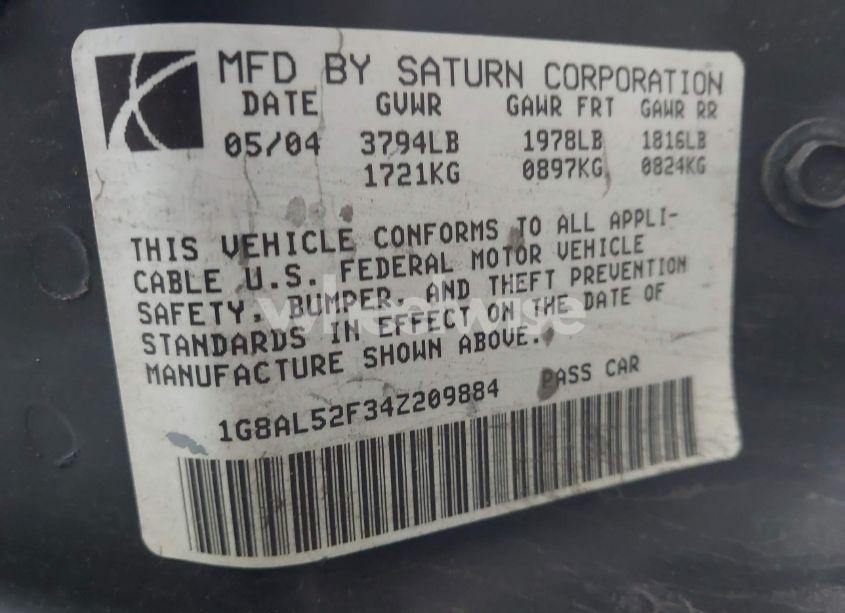 MFD BY SATURN CORPORATION
DATE GVWR GAWR FRT GAWR RR
05/04 3794LB 1978LB 1816LB
1721KG 0897KG 0824KG
THIS VEHICLE CONFORMS TO ALL APPLI-
CABLE U.S. FEDERAL MOTOR VEHICLE
SAFETY, BUMPER, AND THEFT PREVENTION
STANDARDS IN EFFECT ON THE DATE OF
MANUFACTURE SHOWN ABOVE.
1G8AL52F34Z209884 PASS CAR